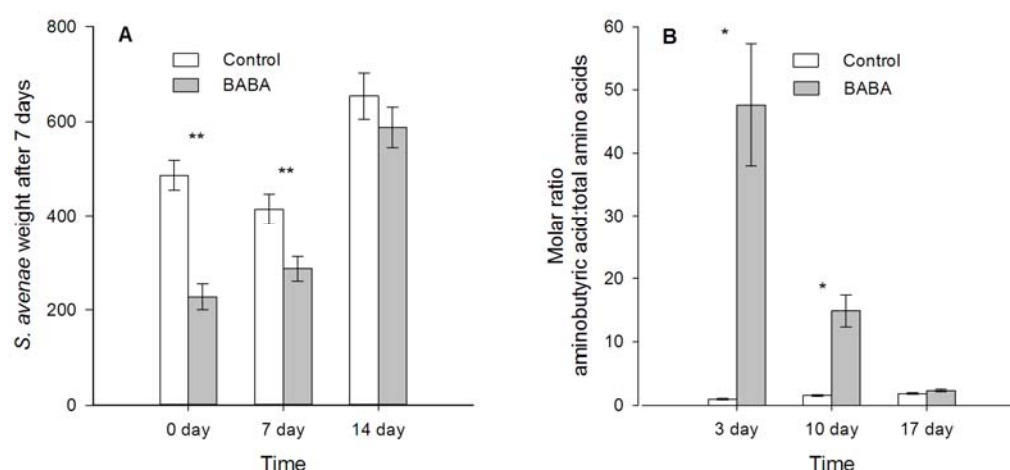 A
Control
BABA
S. avenae weight after 7 days
800
600
400
200
0
**
**
0 day
7 day
14 day
Time
B
Control
BABA
Molar ratio
aminobutyric acid:total amino acids
60
50
40
30
20
10
0
*
*
3 day
10 day
17 day
Time